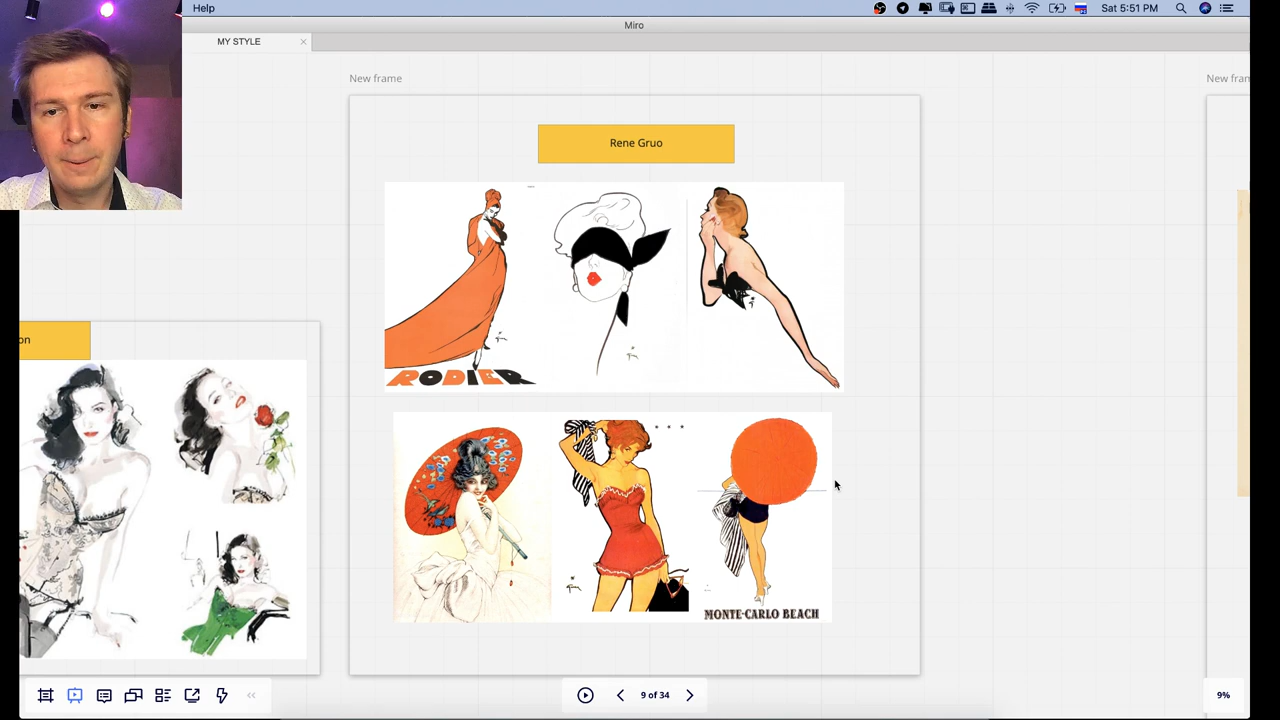 Help
Sat 5:51 PM
Miro
MY STYLE
New frame
New fran
Rene Gruo
RODIER
on
MONTE-CARLO BEACH
9 of 34
9%